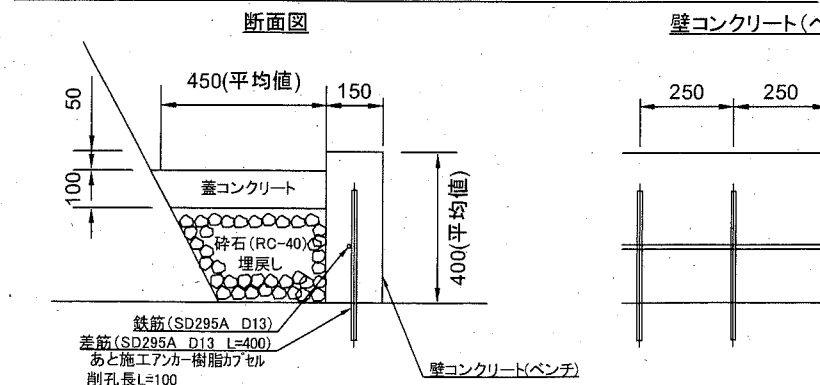 断面図
壁コンクリート(ベ
450(平均値)
150
250
250
50
100
蓋コンクリート
砕石(RC-40)
埋戻し
400(平均値)
鉄筋(SD295A D13)
差筋(SD295A D13 L=400)
あと施工アンカー樹脂カプセル
削孔長L=100
壁コンクリート(ベンチ)